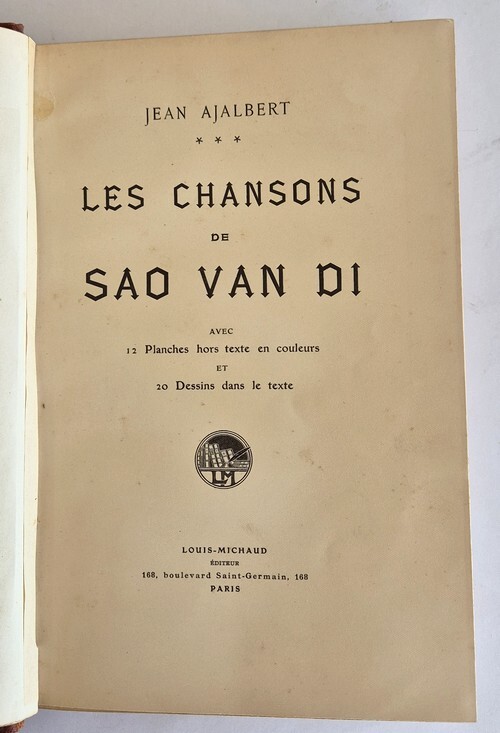 JEAN AJALBERT
* * *
LES CHANSONS
DE
SAO VAN DI
AVEC
12 Planches hors texte en couleurs
ET
20 Dessins dans le texte
LM
LOUIS-MICHAUD
ÉDITEUR
168, boulevard Saint-Germain, 168
PARIS